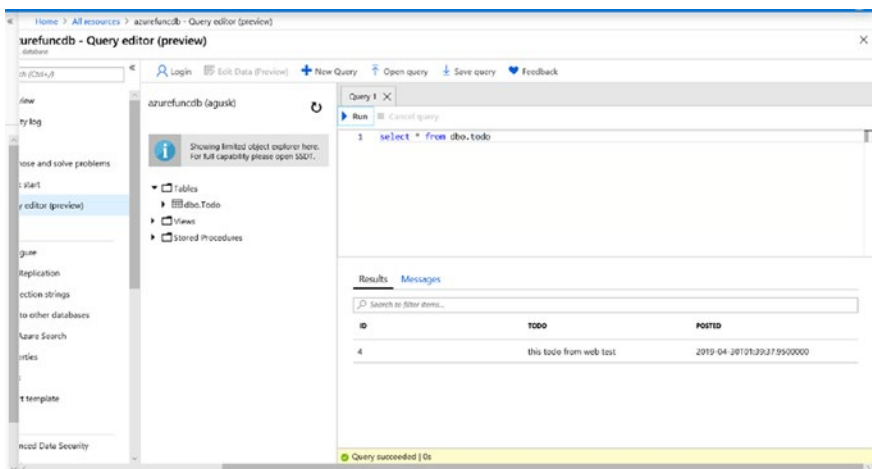 Home > All resources > azurefuncdb - Query editor (preview)
urefuncdb - Query editor (preview)
database
ch (Ctrl+/)
Login Edit Data (Preview) New Query Open query Save query Feedback
iew
ty log
nose and solve problems
start
y editor (preview)
gure
Replication
ection strings
to other databases
Azure Search
erties
t template
nced Data Security
azurefuncdb (agusk)
Showing limited object explorer here.
For full capability please open SSDT.
Tables
dbo.Todo
Views
Stored Procedures
Query 1
Run Cancel query
1 select * from dbo.todo
Results Messages
Search to filter items...
ID TODO POSTED
4 this todo from web test 2019-04-30T01:39:37.9500000
Query succeeded | 0s